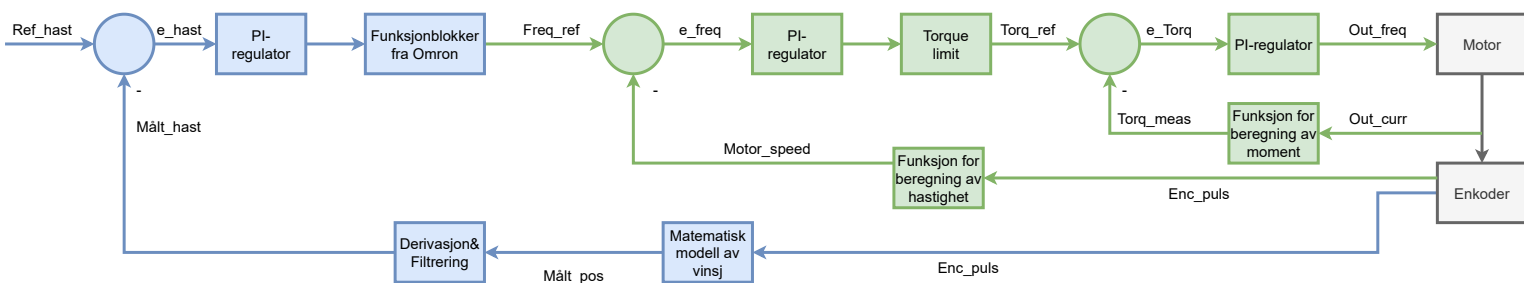 Ref_hast
e_hast
PI-
regulator
Funksjonblokker
fra Omron
Freq_ref
e_freq
PI-
regulator
Torque
limit
Torq_ref
e_Torq
PI-regulator
Out_freq
Motor
-
-
-
Målt_hast
Torq_meas
Funksjon for
beregning av
moment
Out_curr
Motor_speed
Funksjon for
beregning av
hastighet
Enc_puls
Enkoder
Derivasjon&
Filtrering
Målt_pos
Matematisk
modell av
vinsj
Enc_puls